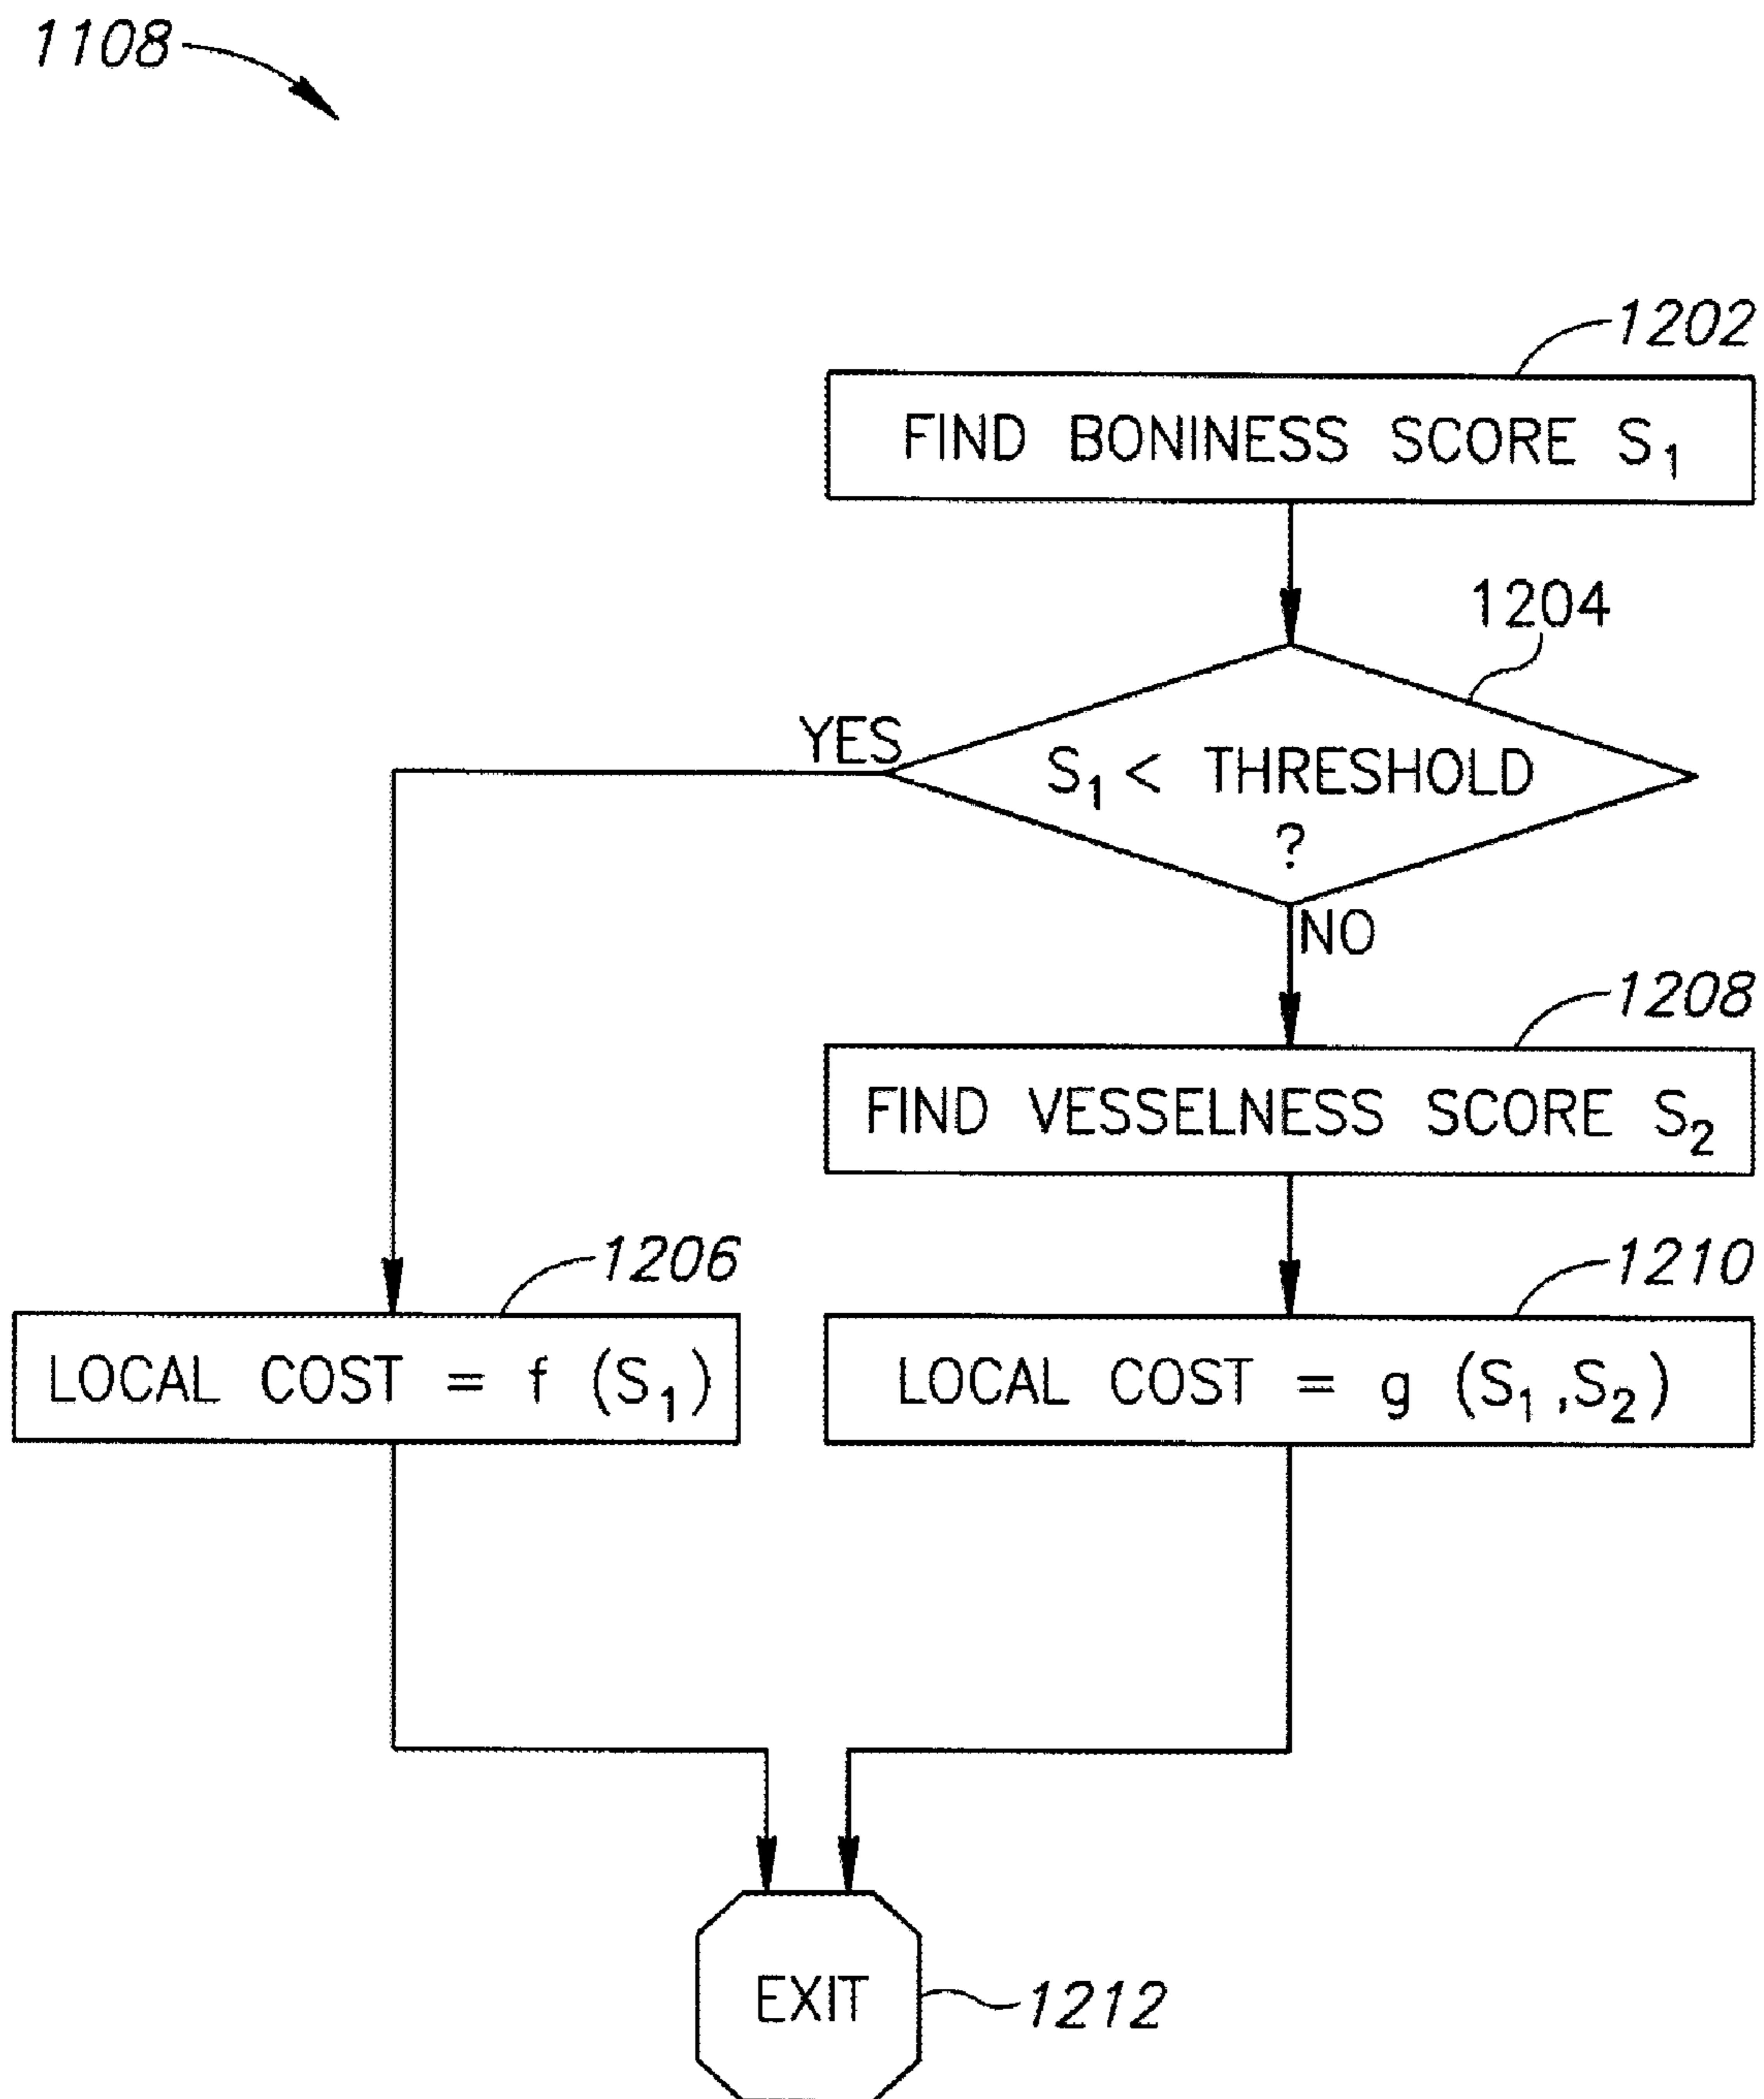 1108
1202
FIND BONINESS SCORE S₁
1204
YES
S₁ < THRESHOLD
?
NO
1208
FIND VESSELNESS SCORE S₂
1206
1210
LOCAL COST = f (S₁)
LOCAL COST = g (S₁,S₂)
EXIT
1212